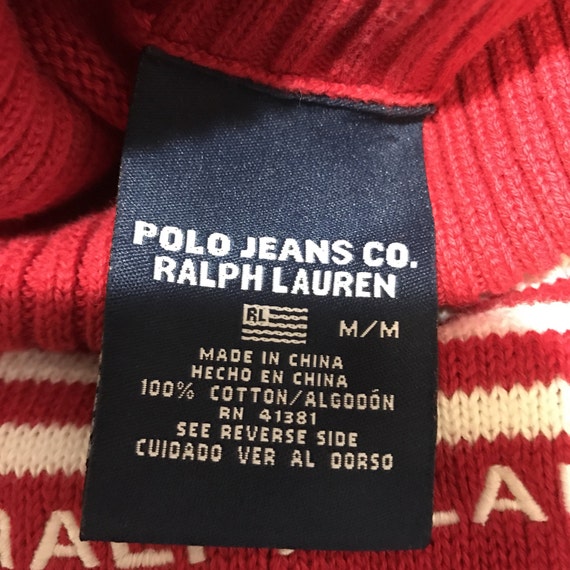 POLO JEANS CO.
RALPH LAUREN
RL M/M
MADE IN CHINA
HECHO EN CHINA
100% COTTON/ALGODÓN
RN 41381
SEE REVERSE SIDE
CUIDADO VER AL DORSO